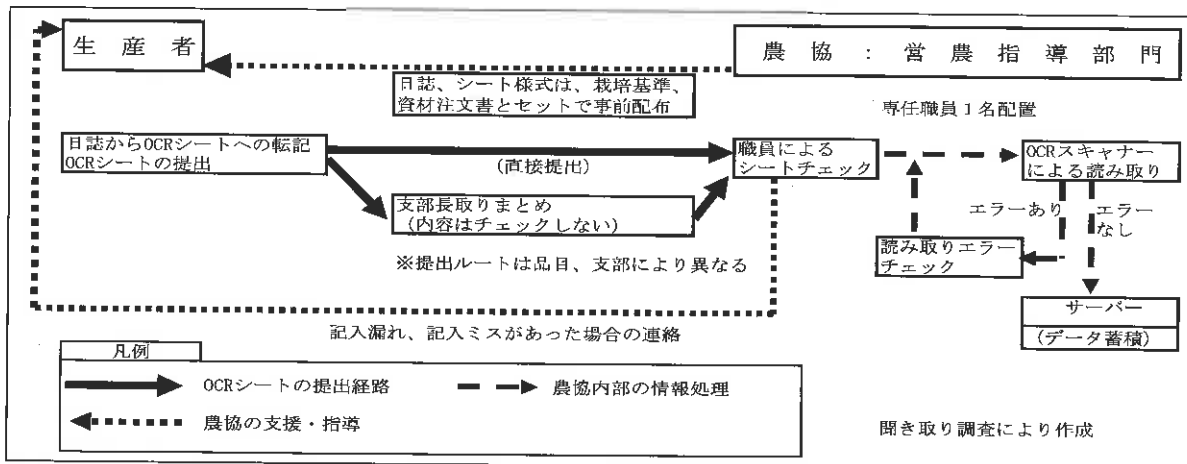 生産者
農協：営農指導部門
日誌、シート様式は、栽培基準、
資材注文書とセットで事前配布
専任職員1名配置
日誌からOCRシートへの転記
OCRシートの提出
(直接提出)
職員による
シートチェック
OCRスキャナー
による読み取り
支部長取りまとめ
(内容はチェックしない)
エラーあり
エラー
なし
読み取りエラー
チェック
※提出ルートは品目、支部により異なる
サーバー
(データ蓄積)
記入漏れ、記入ミスがあった場合の連絡
凡例
OCRシートの提出経路
農協内部の情報処理
農協の支援・指導
聞き取り調査により作成